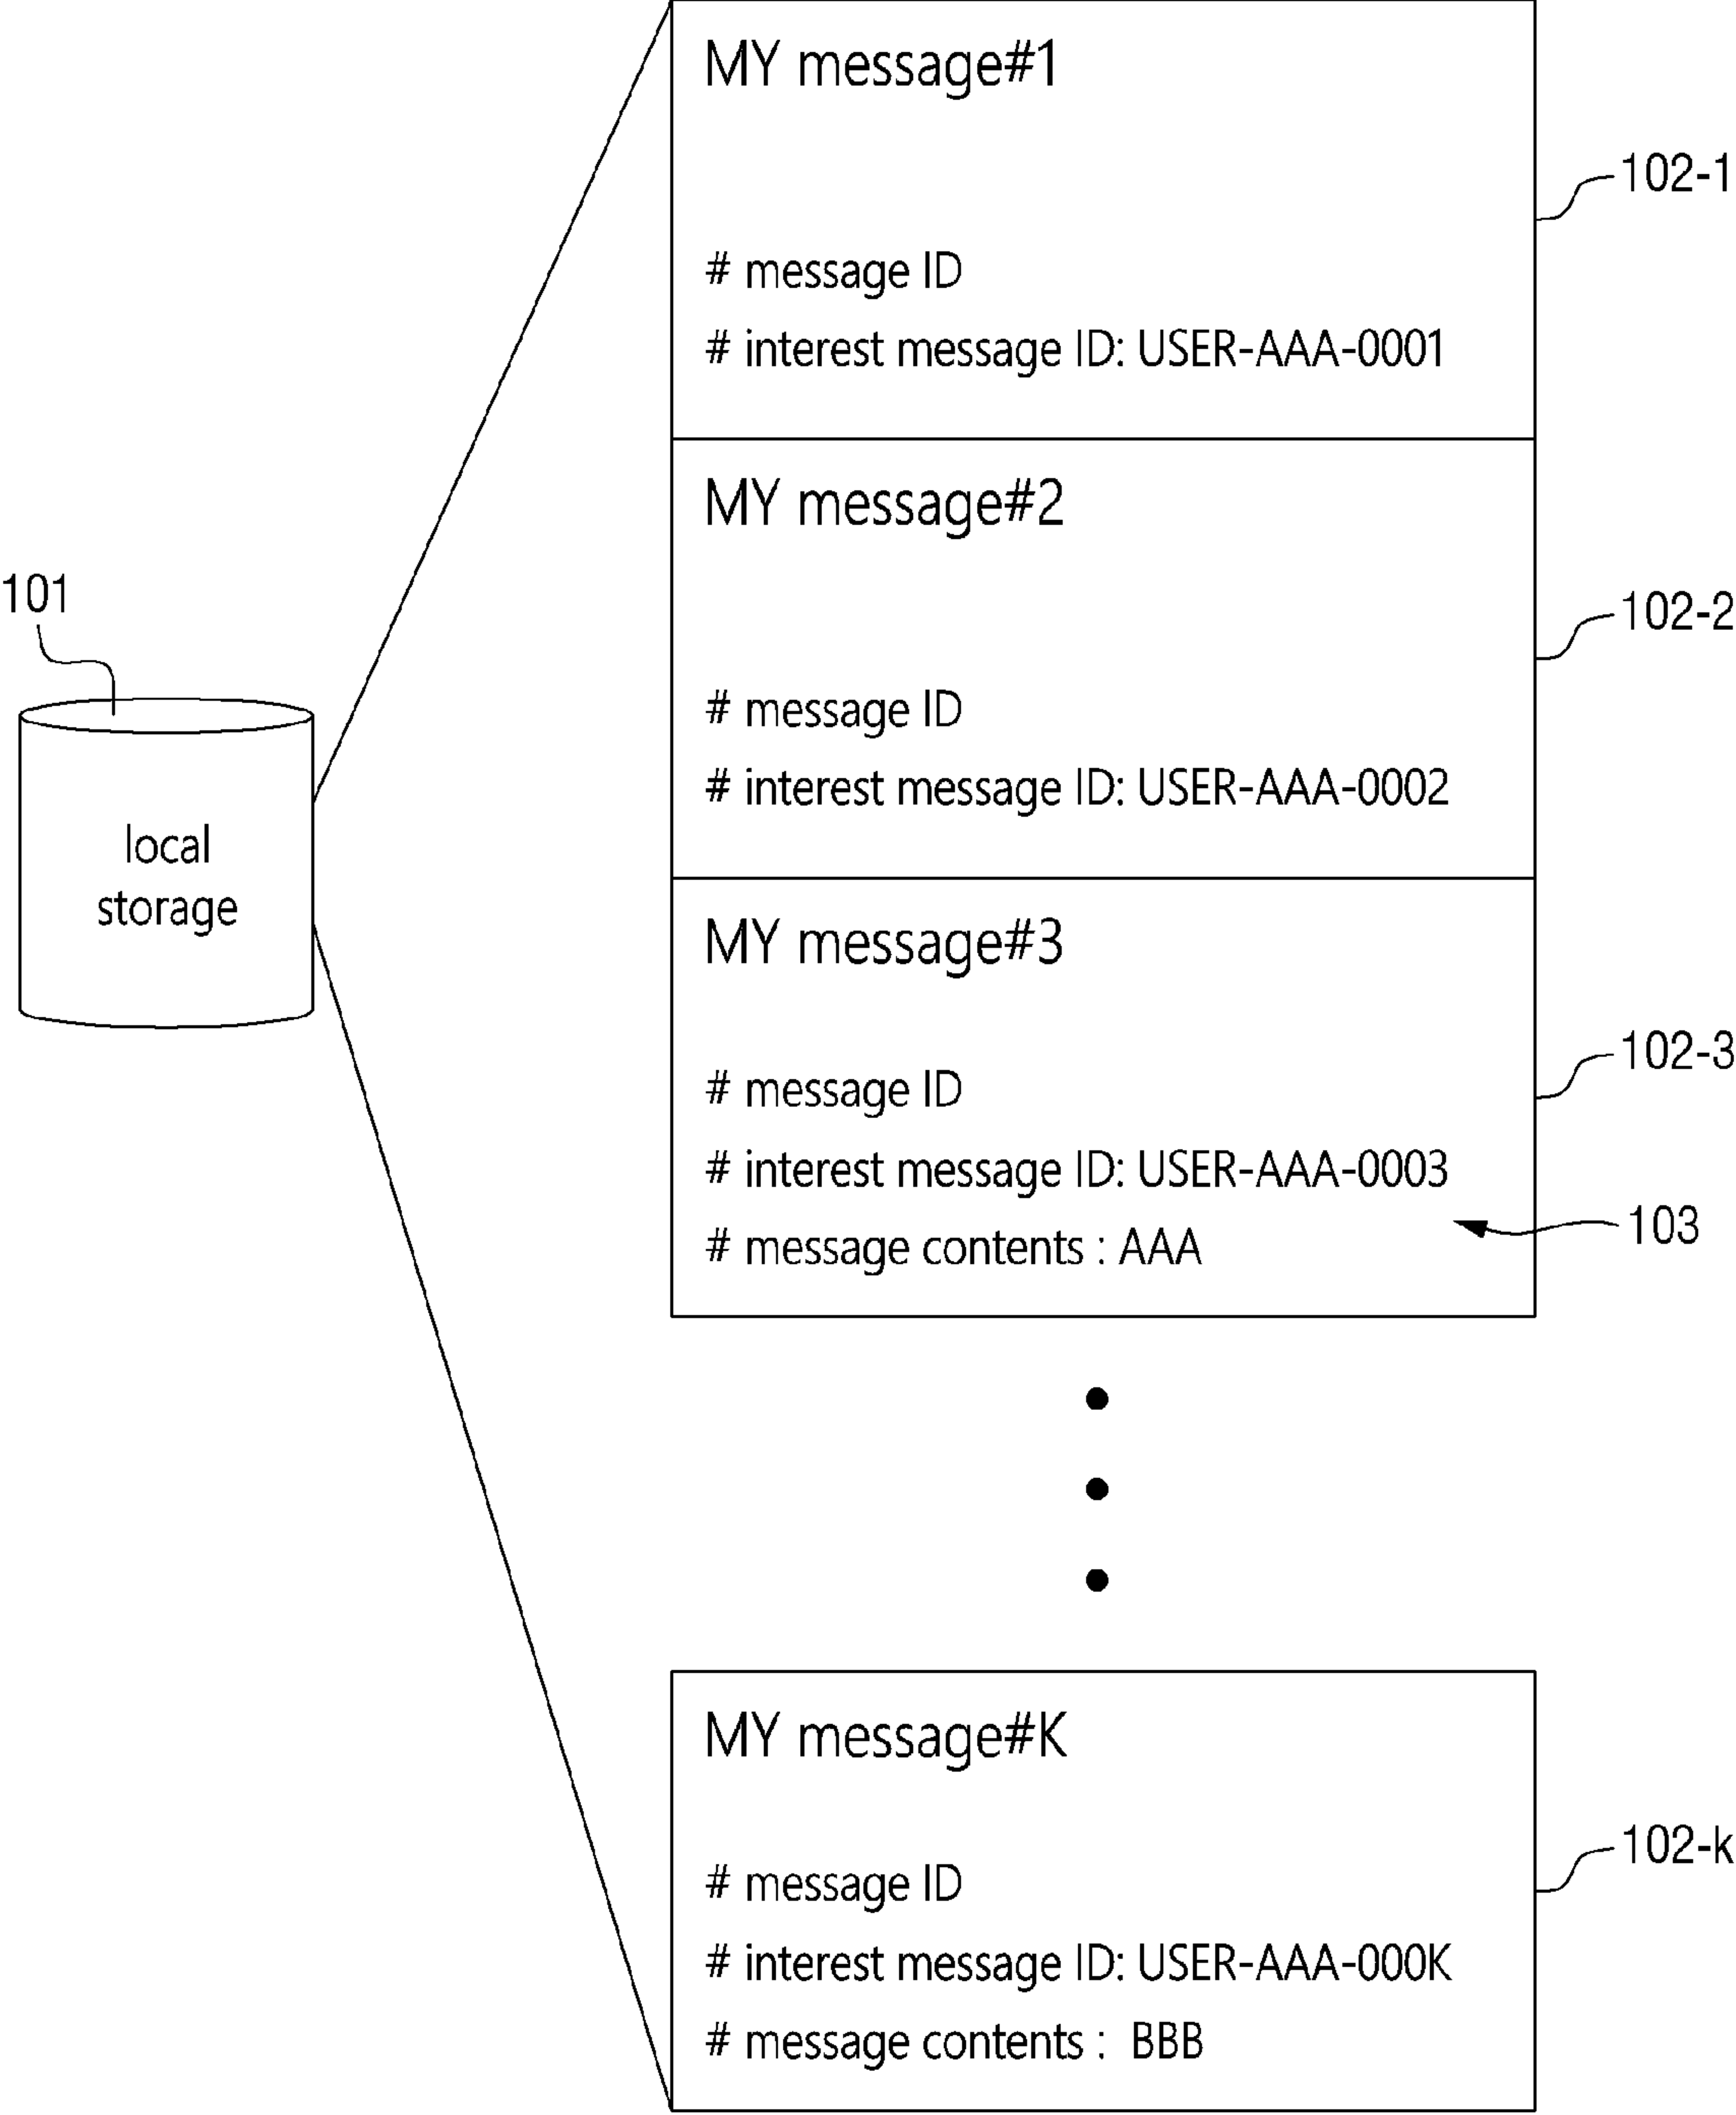 MY message#1
102-1
# message ID
# interest message ID: USER-AAA-0001
MY message#2
101
102-2
# message ID
# interest message ID: USER-AAA-0002
local
storage
MY message#3
102-3
# message ID
# interest message ID: USER-AAA-0003
103
# message contents : AAA
MY message#K
102-k
# message ID
# interest message ID: USER-AAA-000K
# message contents : BBB